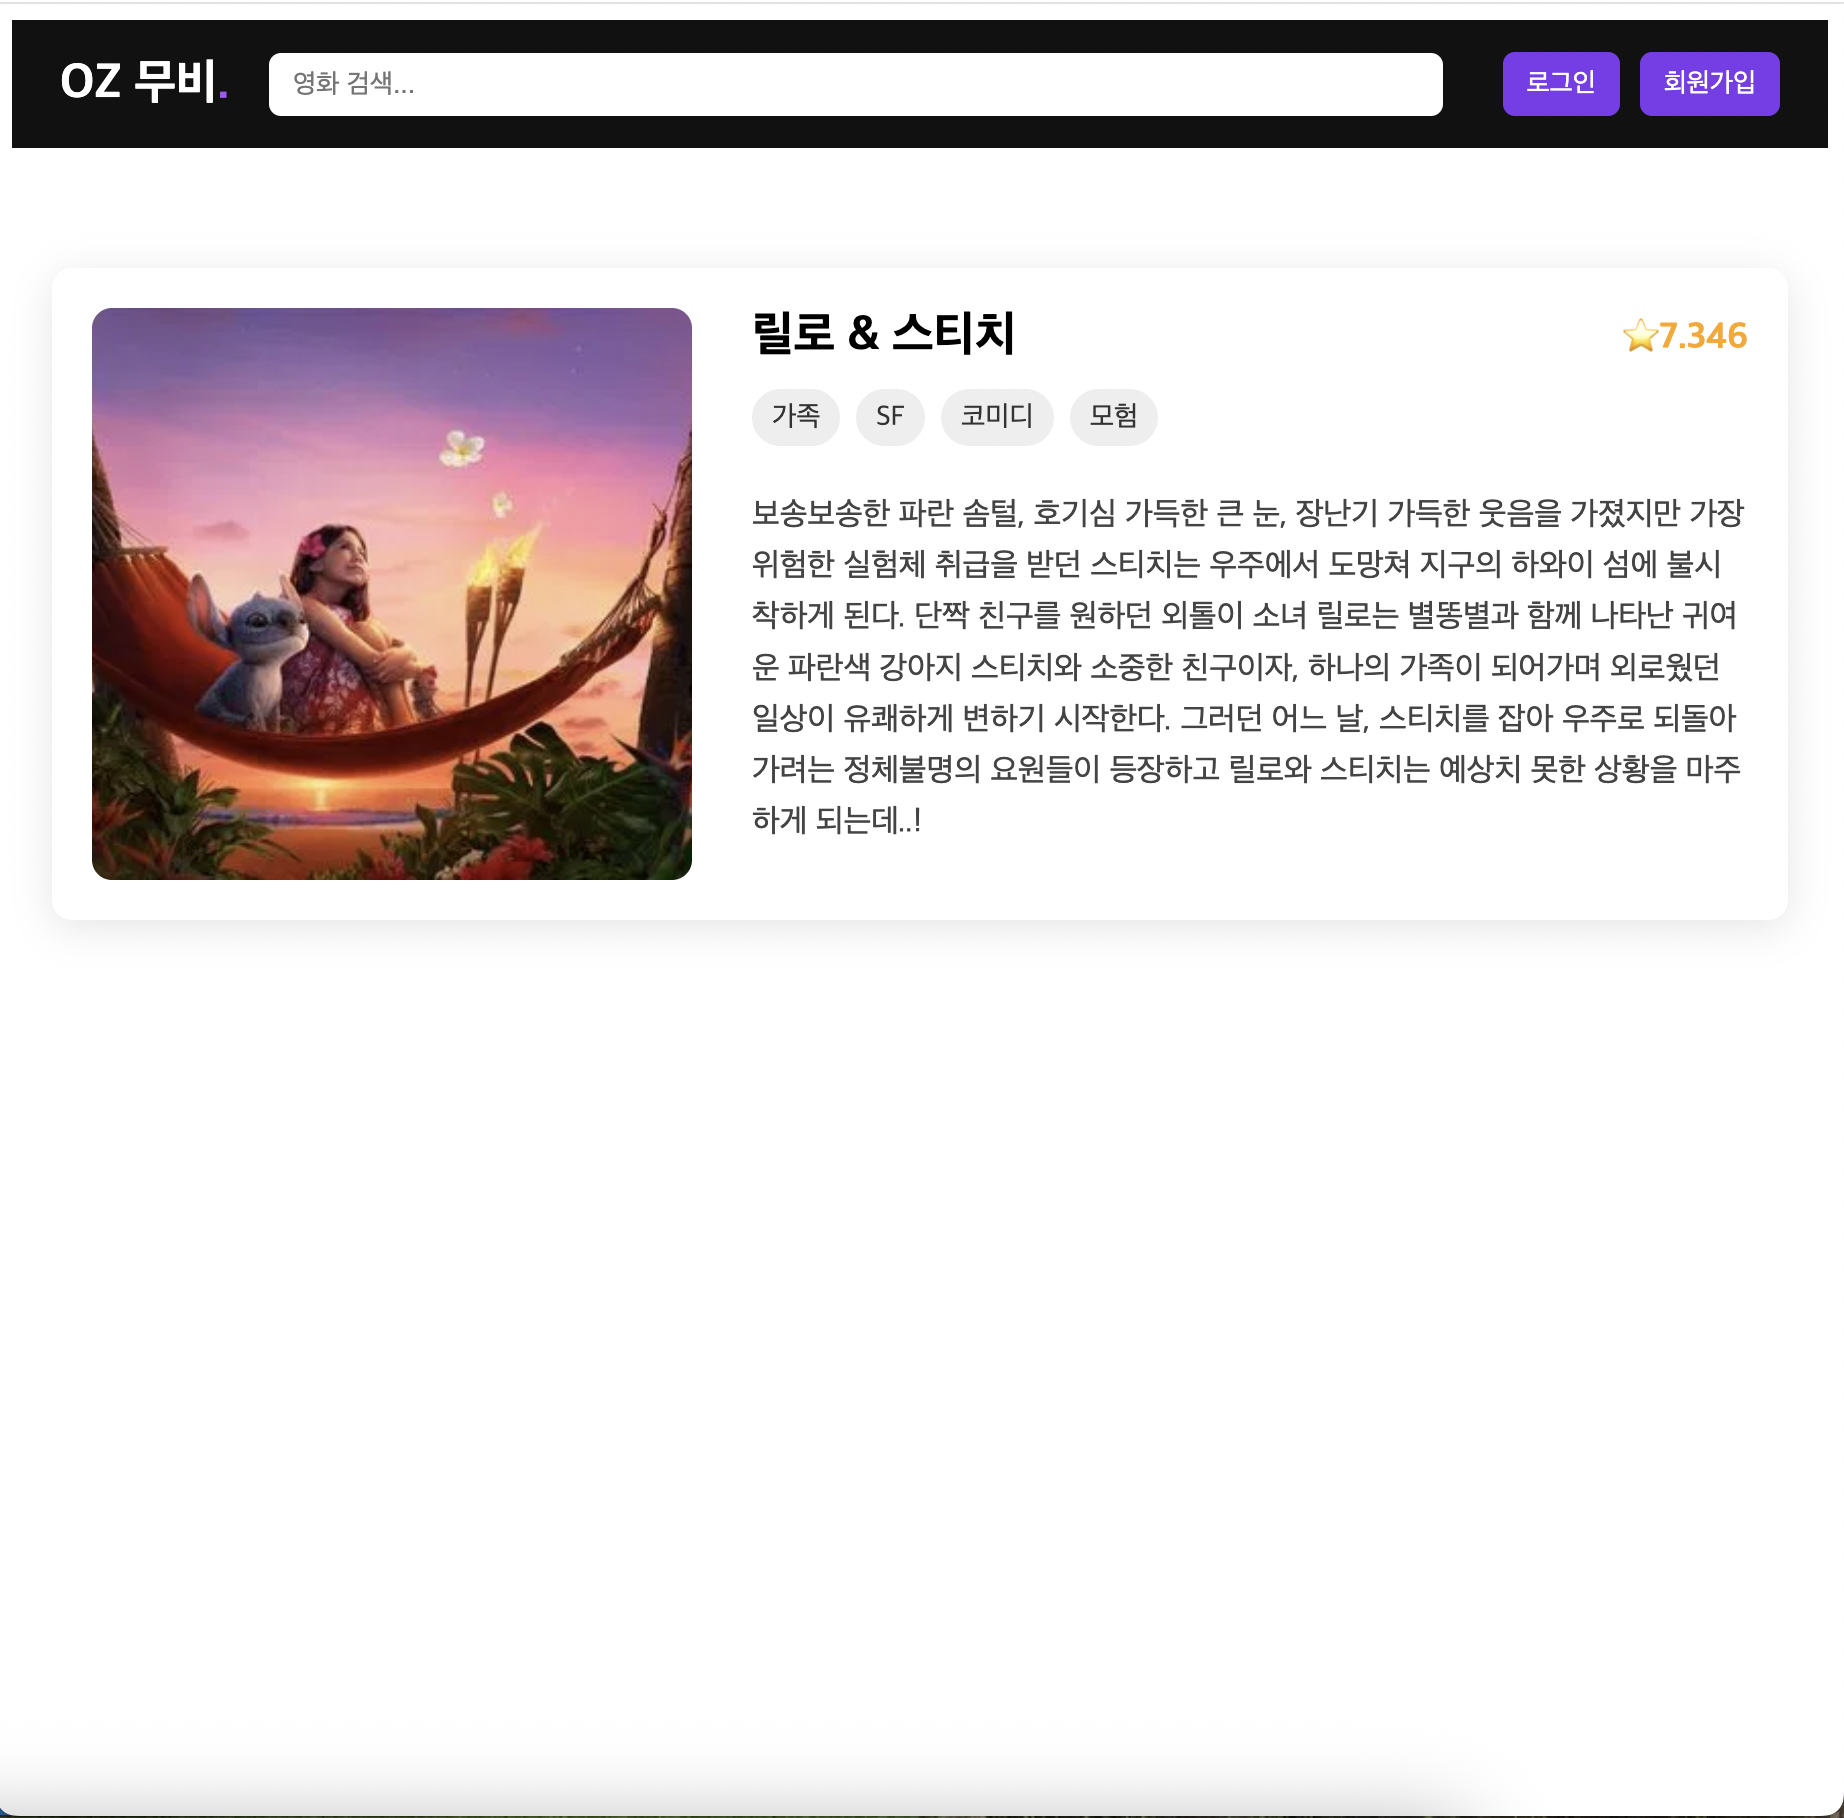 OZ 무비.
영화 검색...
로그인
회원가입
릴로 & 스티치
⭐7.346
가족
SF
코미디
모험
보송보송한 파란 솜털, 호기심 가득한 큰 눈, 장난기 가득한 웃음을 가졌지만 가장
위험한 실험체 취급을 받던 스티치는 우주에서 도망쳐 지구의 하와이 섬에 불시
착하게 된다. 단짝 친구를 원하던 외톨이 소녀 릴로는 별똥별과 함께 나타난 귀여
운 파란색 강아지 스티치와 소중한 친구이자, 하나의 가족이 되어가며 외로웠던
일상이 유쾌하게 변하기 시작한다. 그러던 어느 날, 스티치를 잡아 우주로 되돌아
가려는 정체불명의 요원들이 등장하고 릴로와 스티치는 예상치 못한 상황을 마주
하게 되는데..!